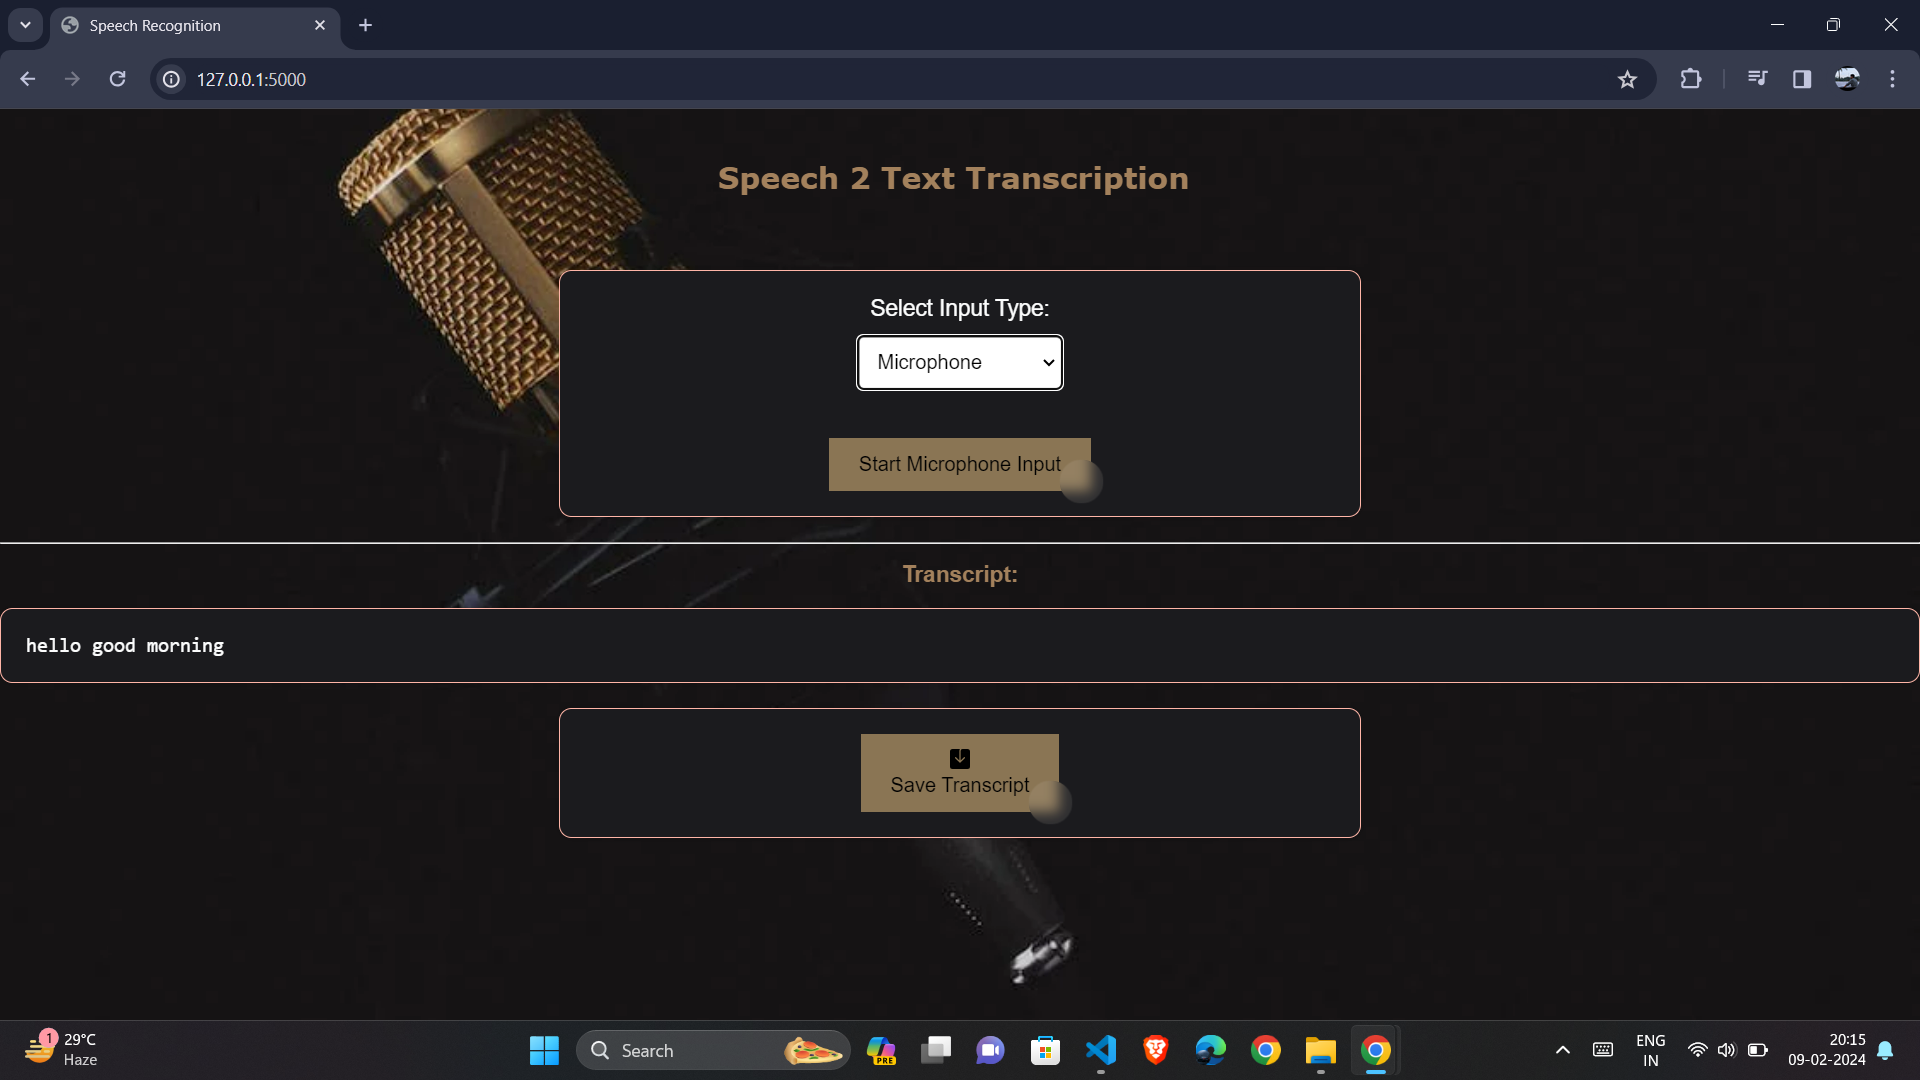 Speech Recognition
127.0.0.1:5000
Speech 2 Text Transcription
Select Input Type:
Microphone
Start Microphone Input
Transcript:
hello good morning
Save Transcript
1
29°C
Haze
Search
PRE
ENG
IN
20:15
09-02-2024